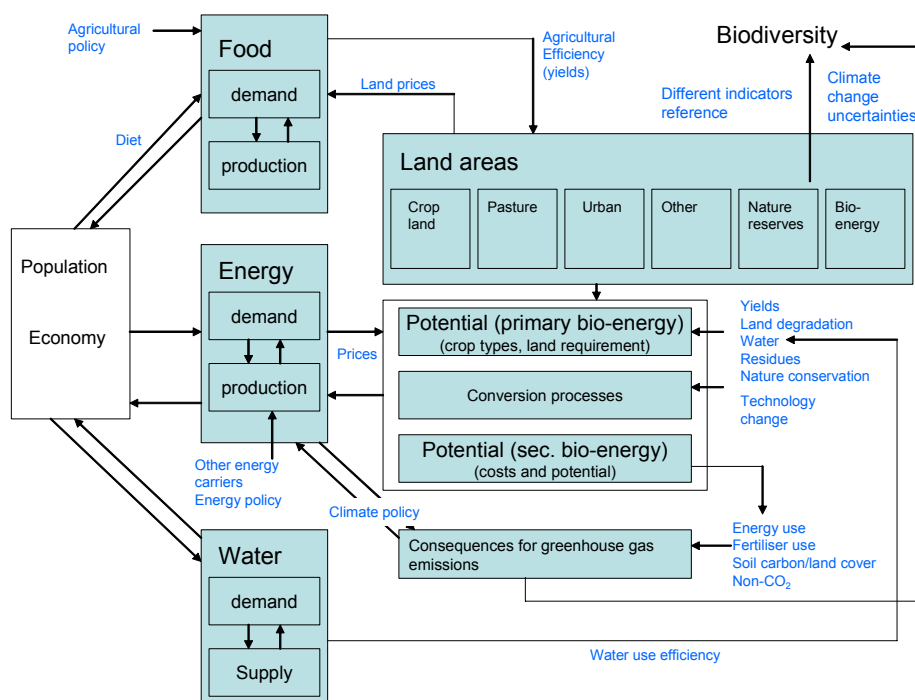 Agricultural
policy
Food
demand
production
Agricultural
Efficiency
(yields)
Land prices
Diet
Biodiversity
Different indicators
reference
Climate
change
uncertainties
Land areas
Crop
land
Pasture
Urban
Other
Nature
reserves
Bio-
energy
Population
Economy
Energy
demand
production
Prices
Other energy
carriers
Energy policy
Potential (primary bio-energy)
(crop types, land requirement)
Conversion processes
Potential (sec. bio-energy)
(costs and potential)
Yields
Land degradation
Water
Residues
Nature conservation
Technology
change
Climate policy
Consequences for greenhouse gas
emissions
Energy use
Fertiliser use
Soil carbon/land cover
Non-CO₂
Water
demand
Supply
Water use efficiency